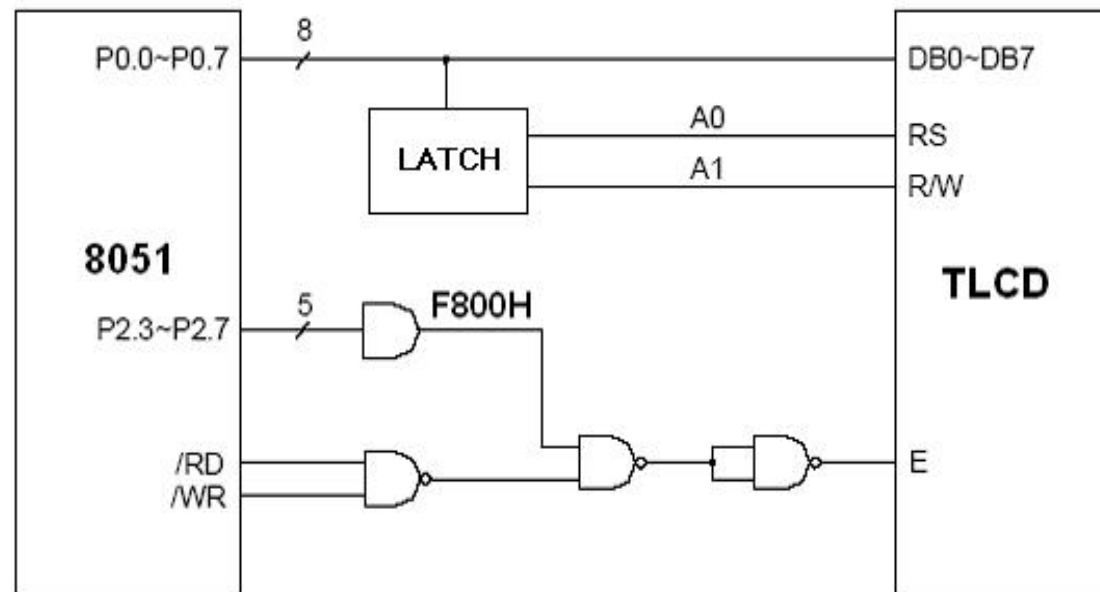 8
P0.0~P0.7
DB0~DB7
A0
RS
LATCH
A1
R/W
8051
TLCD
5
F800H
P2.3~P2.7
/RD
E
/WR